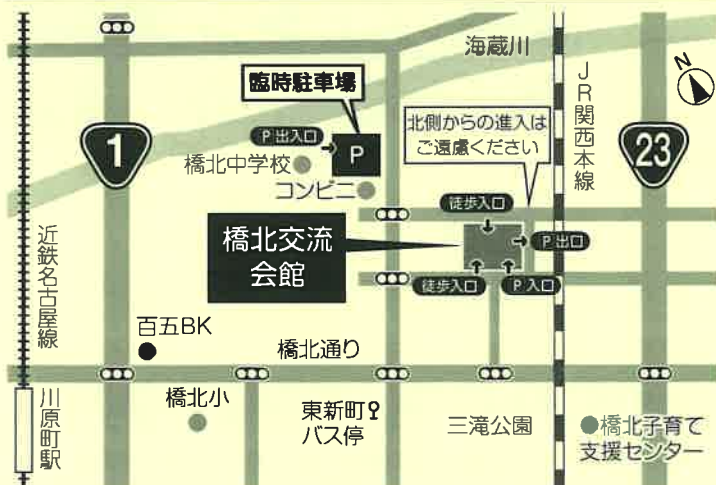 海蔵川
N
臨時駐車場
JR関西本線
1
P 出入口
P
北側からの進入は
ご遠慮ください
23
橋北中学校
コンビニ
徒歩入口
橋北交流
会館
P 出口
近鉄名古屋線
徒歩入口
P 入口
百五BK
橋北通り
川原町駅
橋北小
東新町
バス停
三滝公園
橋北子育て
支援センター